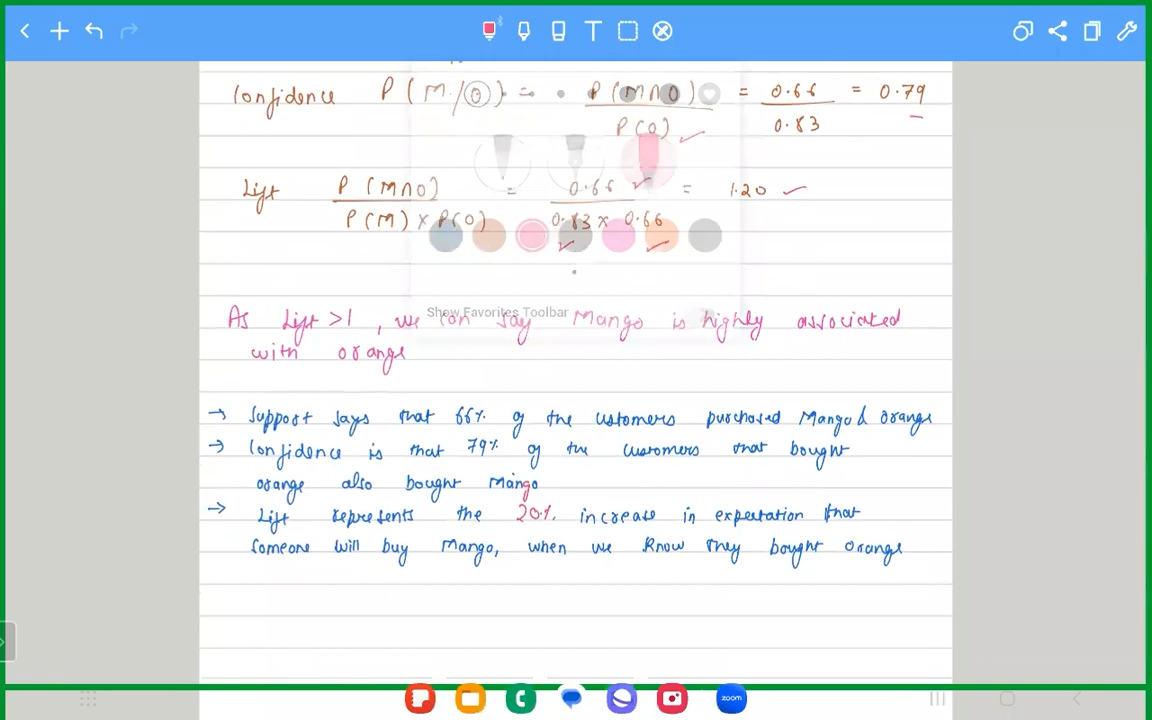 Confidence P(M/O) = P(M∩O) / P(O) = 0.66 / 0.83 = 0.79
Lift P(M∩O) / P(M) x P(O) = 0.66 / 0.83 x 0.66 = 1.20
Show Favorites Toolbar
As Lift >1, we can say Mango is highly associated
with orange
→ Support says that 66% of the customers purchased Mango & orange
→ Confidence is that 79% of the customers that bought
orange also bought Mango
→ Lift represents the 20% increase in expectation that
someone will buy Mango, when we know they bought orange
zoom